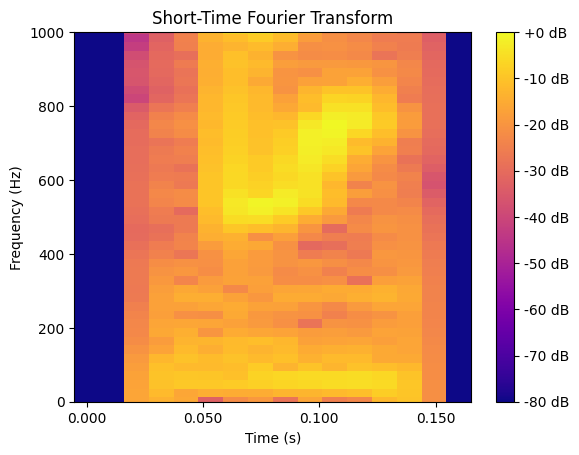 Short-Time Fourier Transform
1000
800
600
400
200
0
Frequency (Hz)
0.000
0.050
0.100
0.150
Time (s)
+0 dB
-10 dB
-20 dB
-30 dB
-40 dB
-50 dB
-60 dB
-70 dB
-80 dB